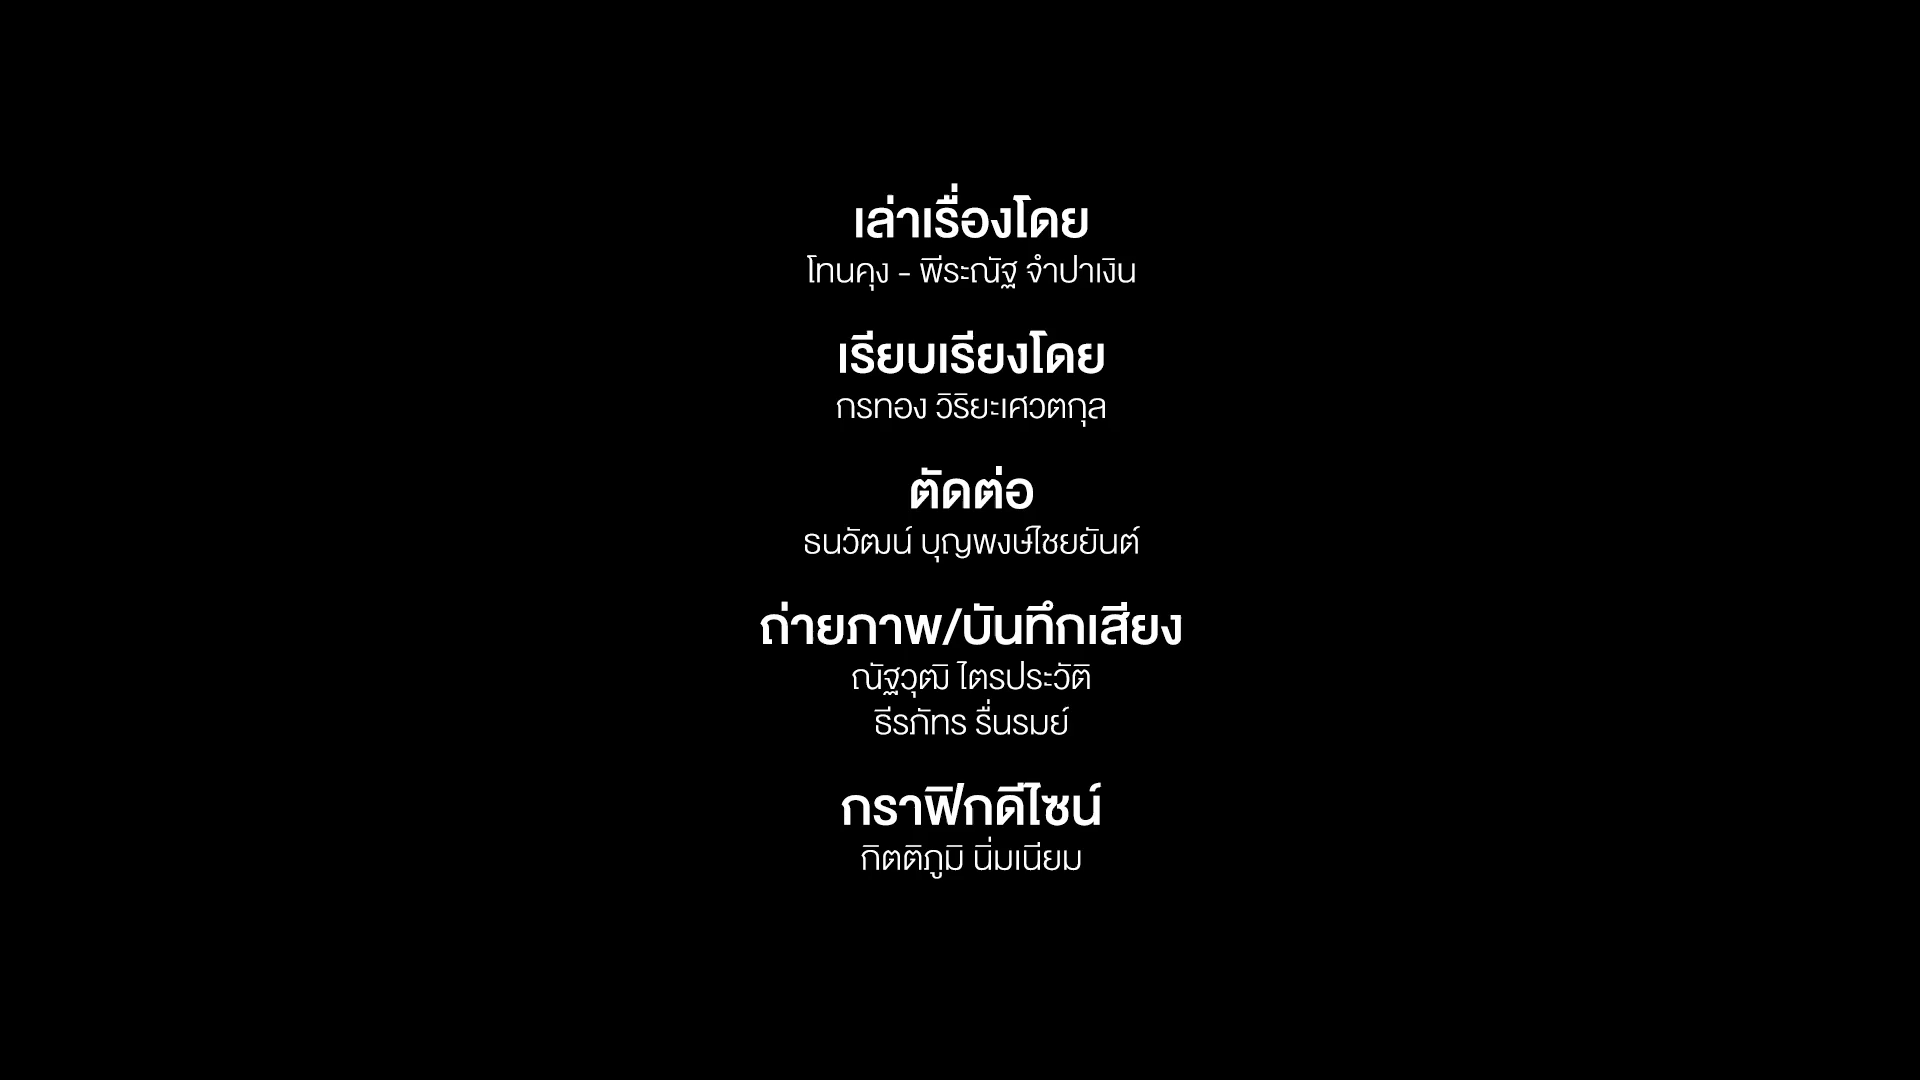 เล่าเรื่องโดย
โทนคุง - พีระณัฐ จำปาเงิน
เรียบเรียงโดย
กรทอง วิริยะเศวตกุล
ตัดต่อ
ธนวัฒน์ บุญพงษ์ไชยยันต์
ถ่ายภาพ/บันทึกเสียง
ณัฐวุฒิ ไตรประวัติ
ธีรภัทร รื่นรมย์
กราฟิกดีไซน์
กิตติภูมิ นิ่มเนียม